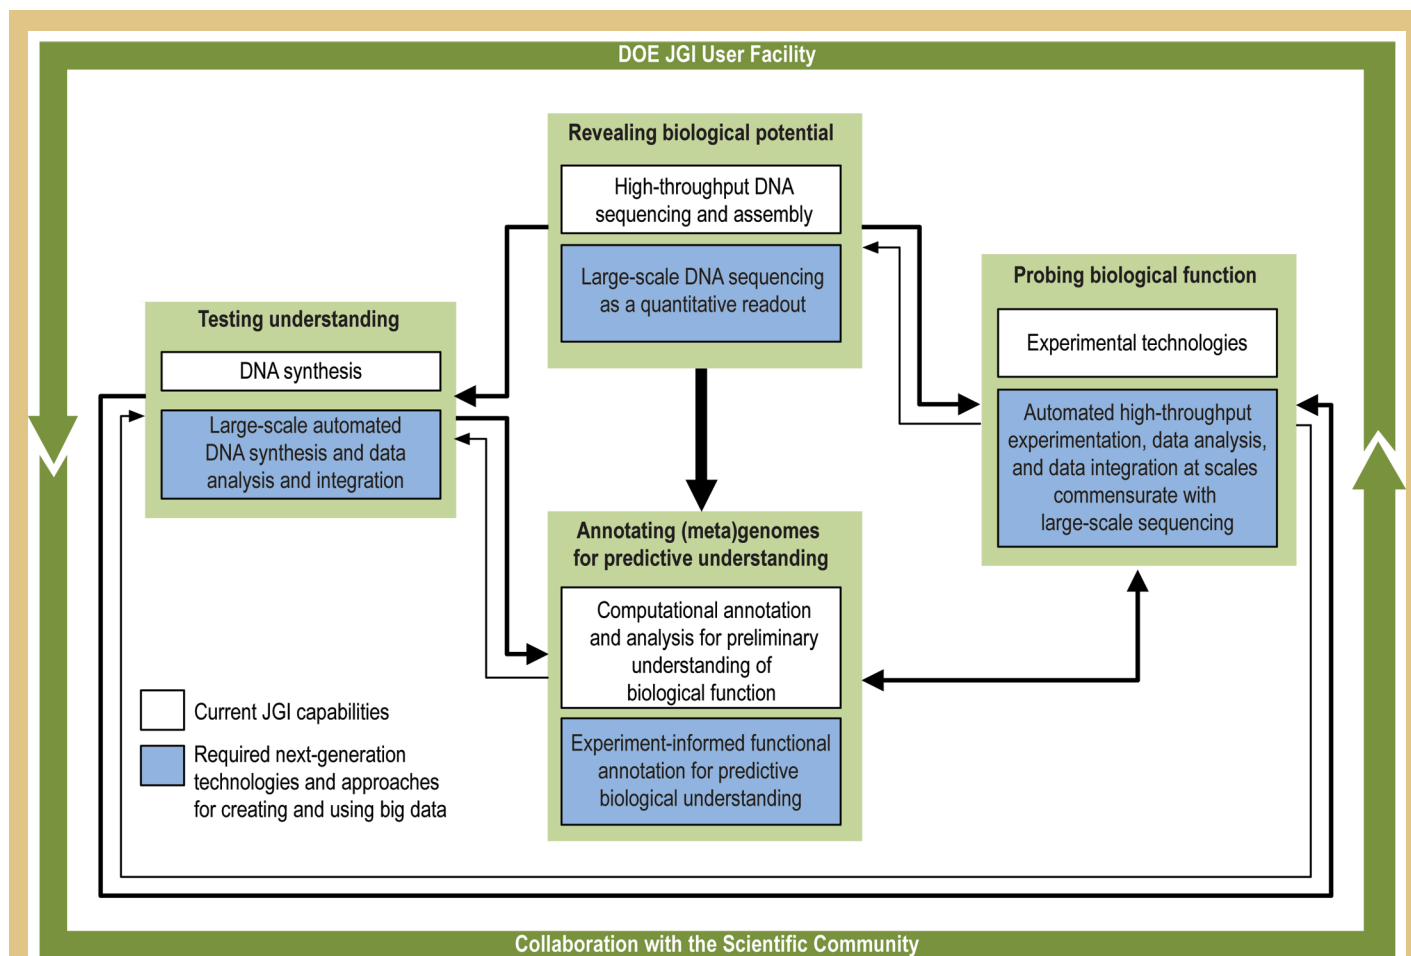 DOE JGI User Facility
Revealing biological potential
High-throughput DNA
sequencing and assembly
Large-scale DNA sequencing
as a quantitative readout
Probing biological function
Experimental technologies
Automated high-throughput
experimentation, data analysis,
and data integration at scales
commensurate with
large-scale sequencing
Testing understanding
DNA synthesis
Large-scale automated
DNA synthesis and data
analysis and integration
Annotating (meta)genomes
for predictive understanding
Computational annotation
and analysis for preliminary
understanding of
biological function
Experiment-informed functional
annotation for predictive
biological understanding
Current JGI capabilities
Required next-generation
technologies and approaches
for creating and using big data
Collaboration with the Scientific Community